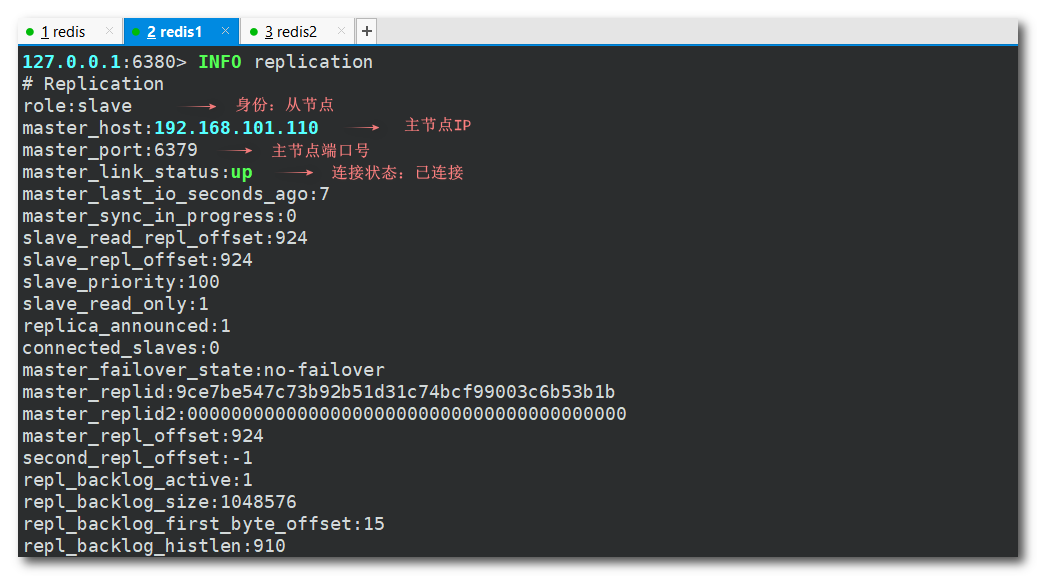 1 redis × 2 redis1 × 3 redis2 × +
127.0.0.1:6380> INFO replication
# Replication
role:slave 身份：从节点
master_host:192.168.101.110 主节点IP
master_port:6379 主节点端口号
master_link_status:up 连接状态：已连接
master_last_io_seconds_ago:7
master_sync_in_progress:0
slave_read_repl_offset:924
slave_repl_offset:924
slave_priority:100
slave_read_only:1
replica_announced:1
connected_slaves:0
master_failover_state:no-failover
master_replid:9ce7be547c73b92b51d31c74bcf99003c6b53b1b
master_replid2:0000000000000000000000000000000000000000
master_repl_offset:924
second_repl_offset:-1
repl_backlog_active:1
repl_backlog_size:1048576
repl_backlog_first_byte_offset:15
repl_backlog_histlen:910